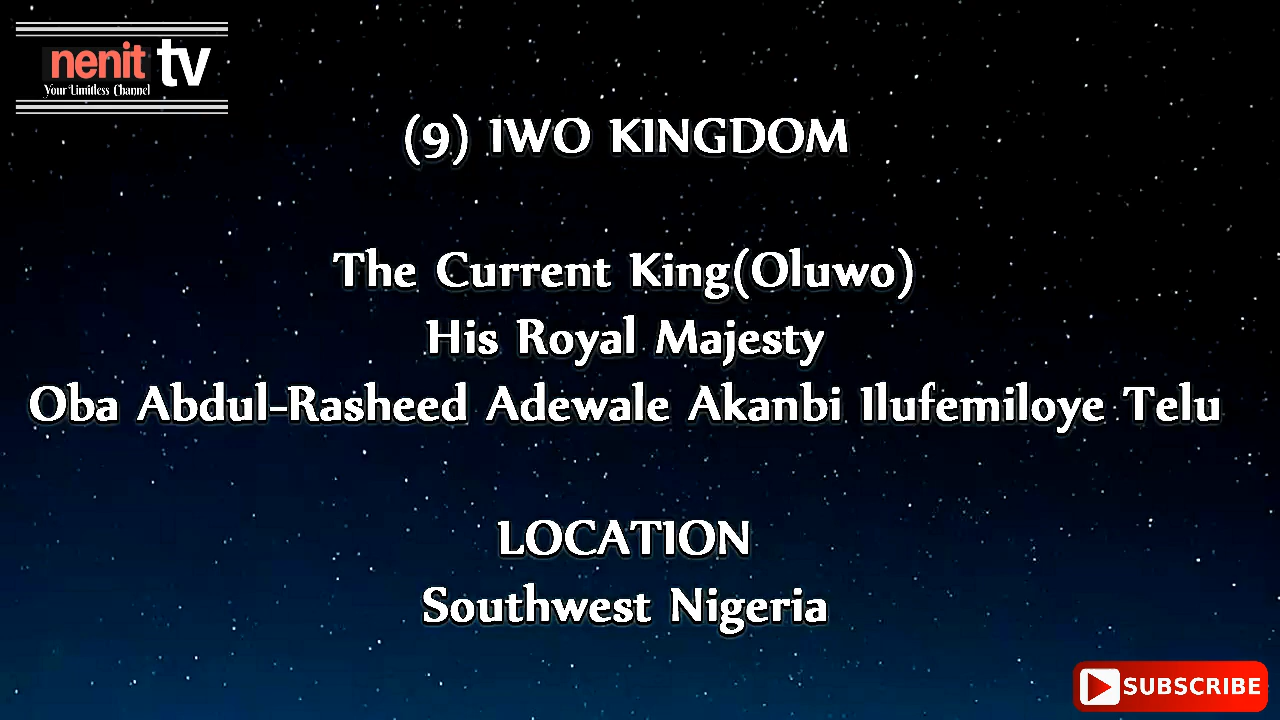 nenit tv
Your Limitless Channel
(9) IWO KINGDOM
The Current King(Oluwo)
His Royal Majesty
Oba Abdul-Rasheed Adewale Akanbi Ilufemiloye Telu
LOCATION
Southwest Nigeria
SUBSCRIBE